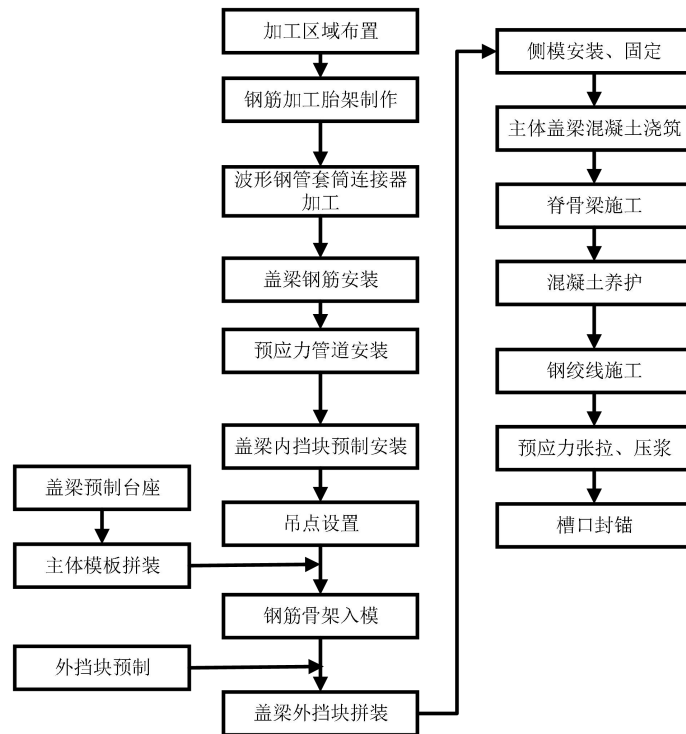 加工区域布置
钢筋加工胎架制作
波形钢管套筒连接器
加工
盖梁钢筋安装
预应力管道安装
盖梁内挡块预制安装
盖梁预制台座
吊点设置
主体模板拼装
钢筋骨架入模
外挡块预制
盖梁外挡块拼装
侧模安装、固定
主体盖梁混凝土浇筑
脊骨梁施工
混凝土养护
钢绞线施工
预应力张拉、压浆
槽口封锚